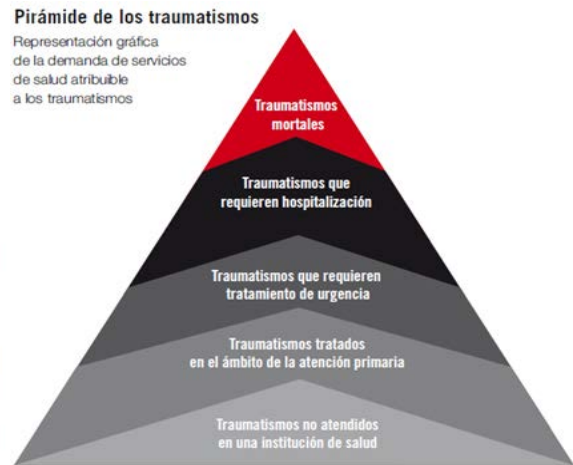 Pirámide de los traumatismos
Representación gráfica
de la demanda de servicios
de salud atribuible
a los traumatismos
Traumatismos
mortales
Traumatismos que
requieren hospitalización
Traumatismos que requieren
tratamiento de urgencia
Traumatismos tratados
en el ámbito de la atención primaria
Traumatismos no atendidos
en una institución de salud